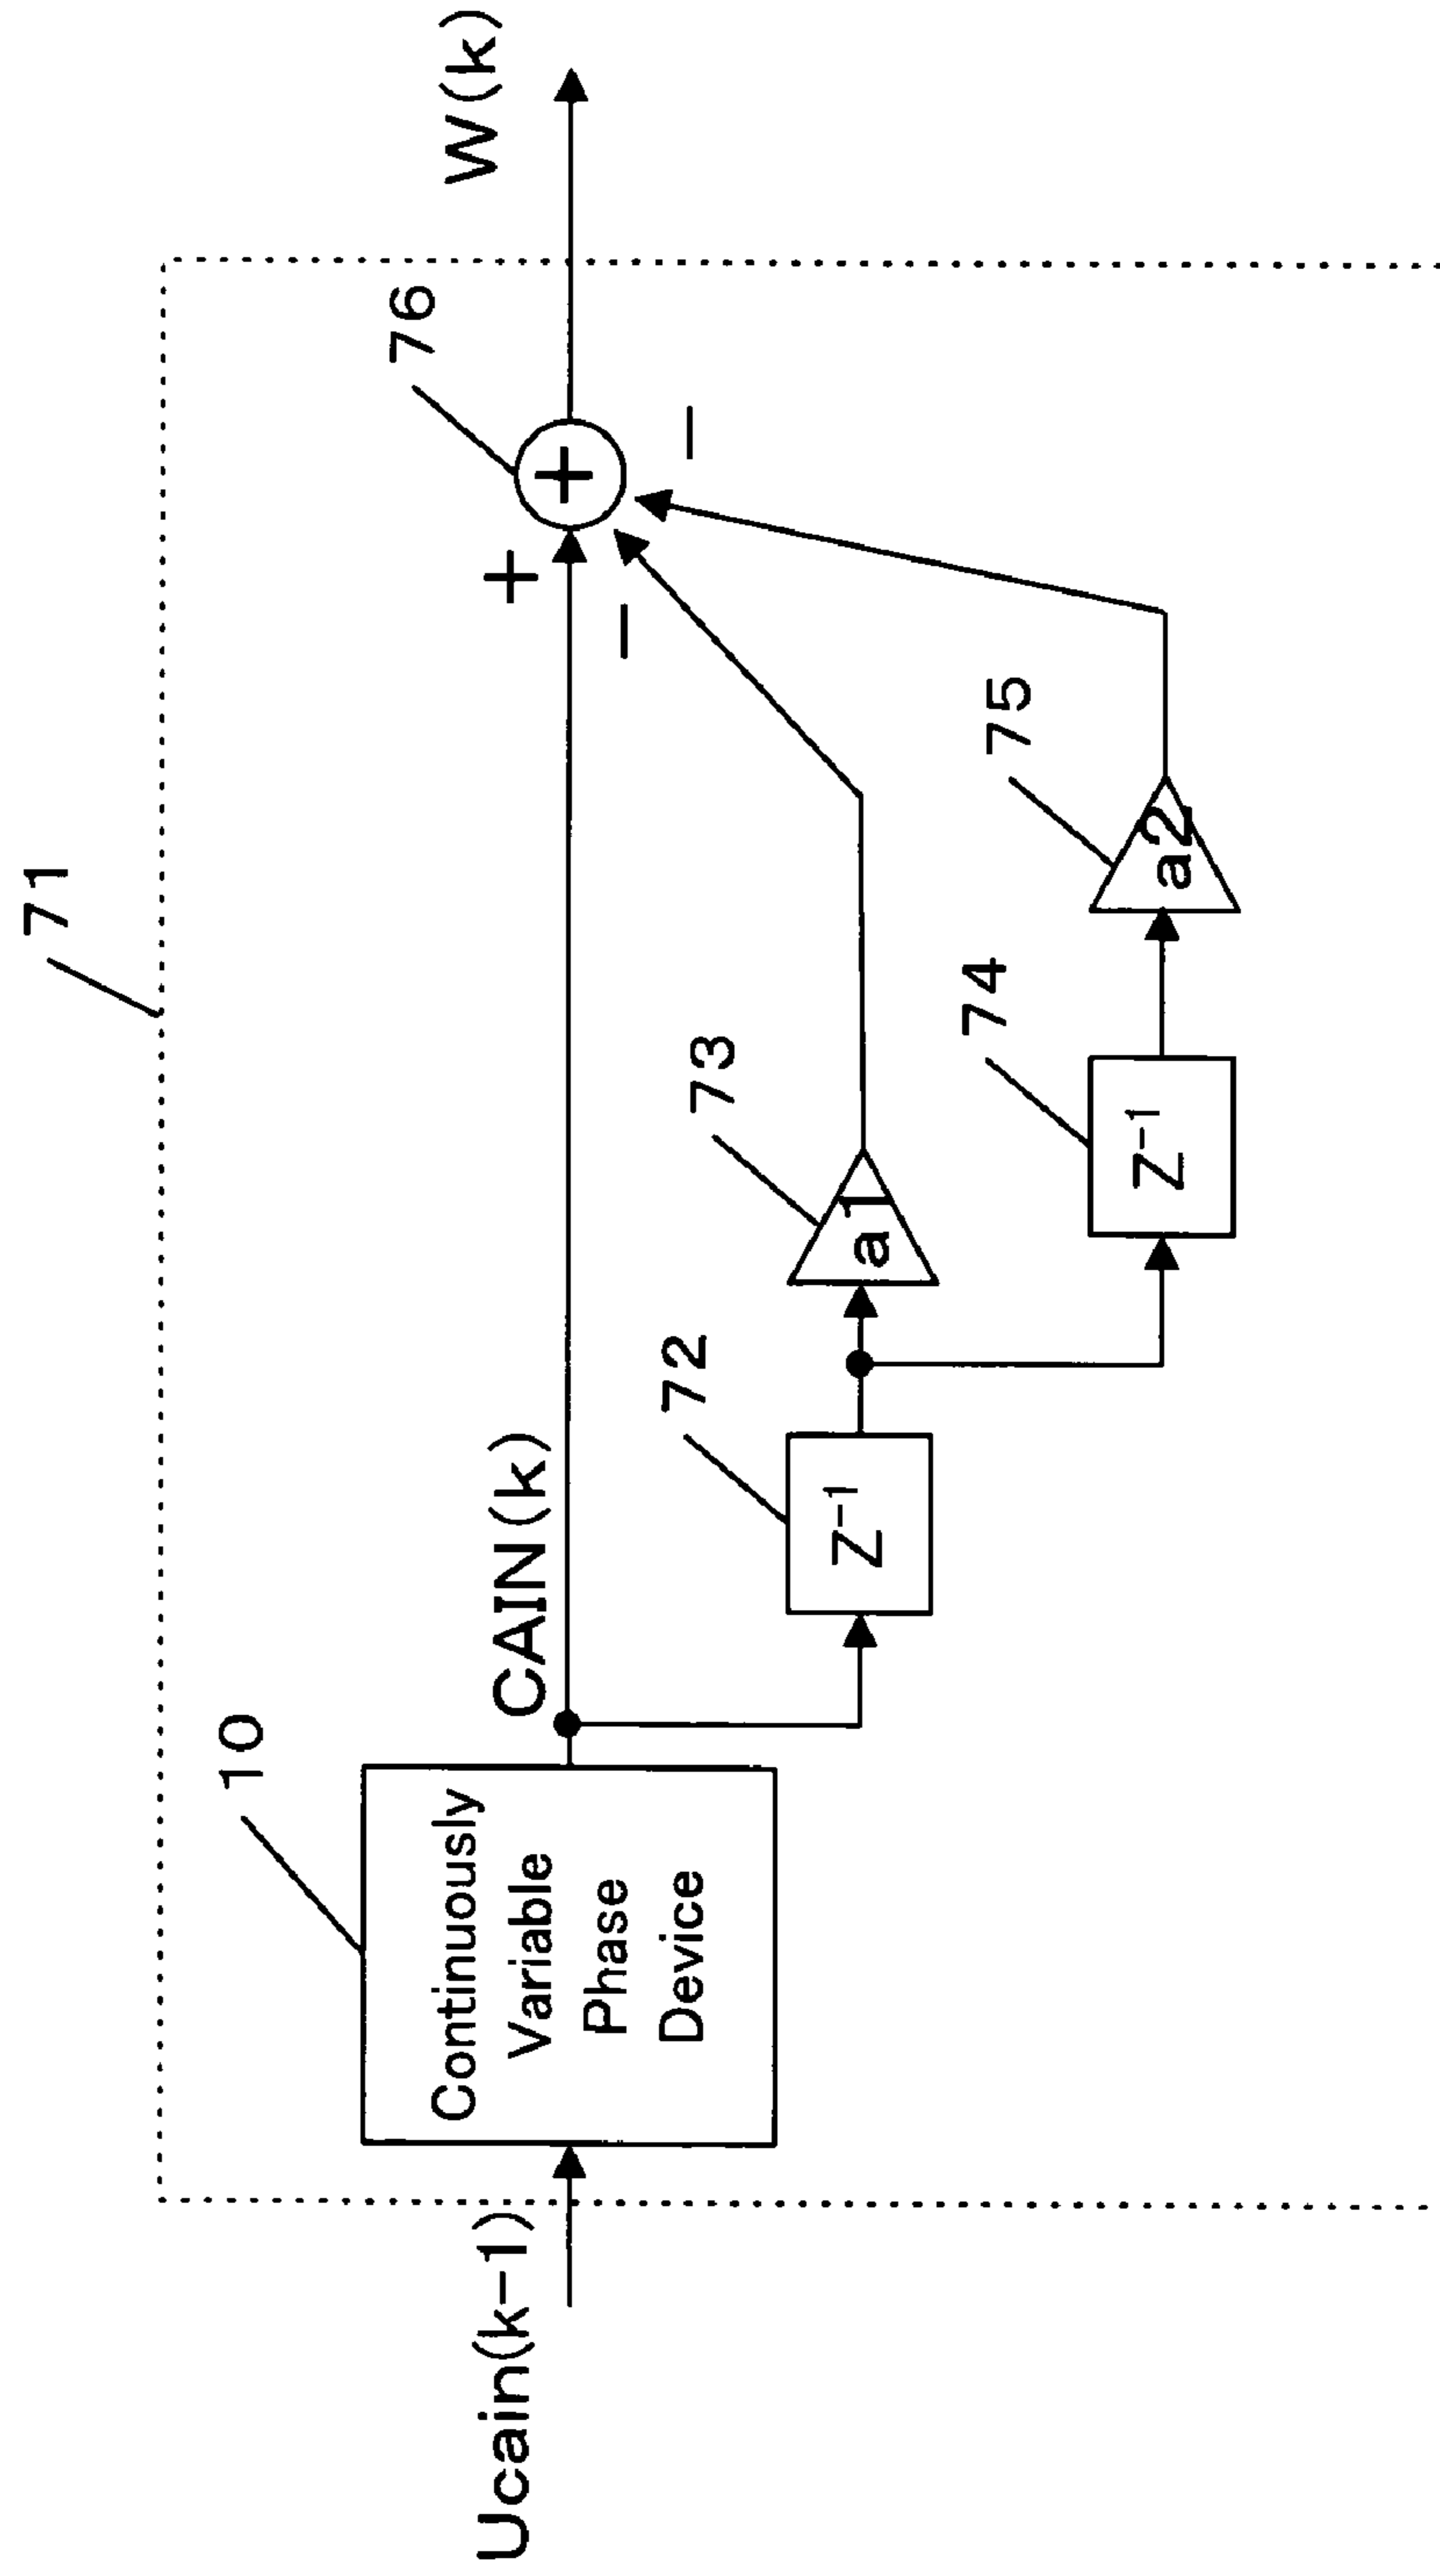 71
76
W(k)
10
CAIN(k)
+
+
−
−
Ucain(k-1)
Continuously
Variable
Phase
Device
72
73
Z⁻¹
a1
74
75
Z⁻¹
a2